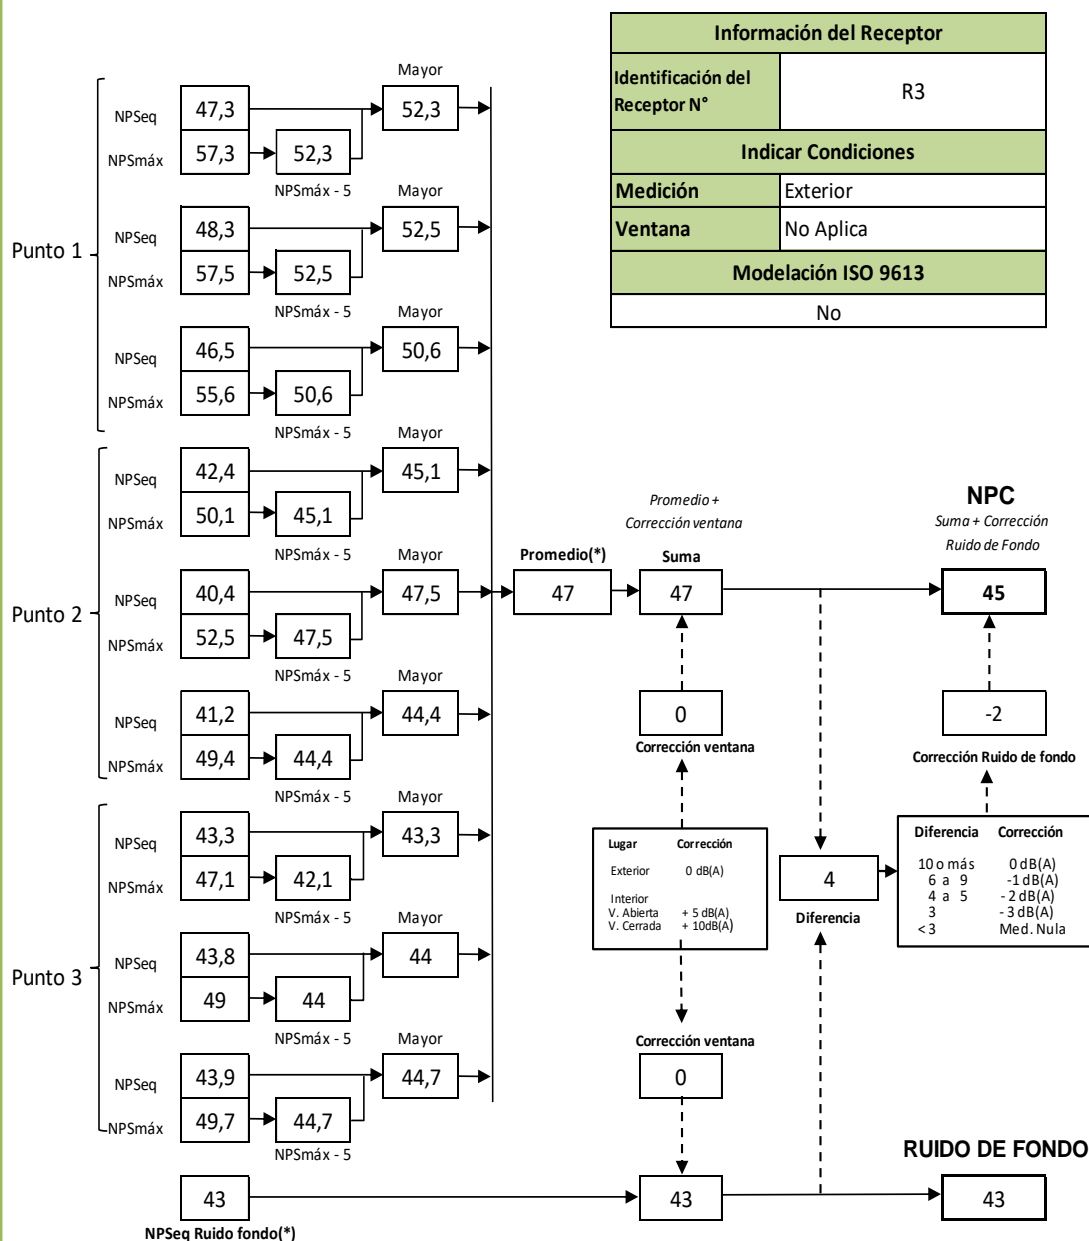 Información del Receptor
Identificación del Receptor N°
R3
Indicar Condiciones
Medición
Exterior
Ventana
No Aplica
Modelación ISO 9613
No
Punto 1
Mayor
NPSeq
47,3
52,3
NPSmáx
57,3
52,3
NPSmáx - 5
Mayor
NPSeq
48,3
52,5
NPSmáx
57,5
52,5
NPSmáx - 5
Mayor
NPSeq
46,5
50,6
NPSmáx
55,6
50,6
NPSmáx - 5
Punto 2
Mayor
NPSeq
42,4
45,1
NPSmáx
50,1
45,1
NPSmáx - 5
Mayor
NPSeq
40,4
47,5
NPSmáx
52,5
47,5
NPSmáx - 5
Mayor
NPSeq
41,2
44,4
NPSmáx
49,4
44,4
NPSmáx - 5
Punto 3
Mayor
NPSeq
43,3
43,3
NPSmáx
47,1
42,1
NPSmáx - 5
Mayor
NPSeq
43,8
44
NPSmáx
49
44
NPSmáx - 5
Mayor
NPSeq
43,9
44,7
NPSmáx
49,7
44,7
NPSmáx - 5
43
NPSeq Ruido fondo(*)
Promedio(*)
47
Promedio +
Corrección ventana
Suma
47
0
Corrección ventana
Lugar Corrección
Exterior 0 dB(A)
Interior
V. Abierta + 5 dB(A)
V. Cerrada + 10dB(A)
Corrección ventana
0
43
4
Diferencia
NPC
Suma + Corrección
Ruido de Fondo
45
-2
Corrección Ruido de fondo
Diferencia Corrección
10 o más 0 dB(A)
6 a 9 -1 dB(A)
4 a 5 - 2 dB(A)
3 - 3 dB(A)
< 3 Med. Nula
RUIDO DE FONDO
43